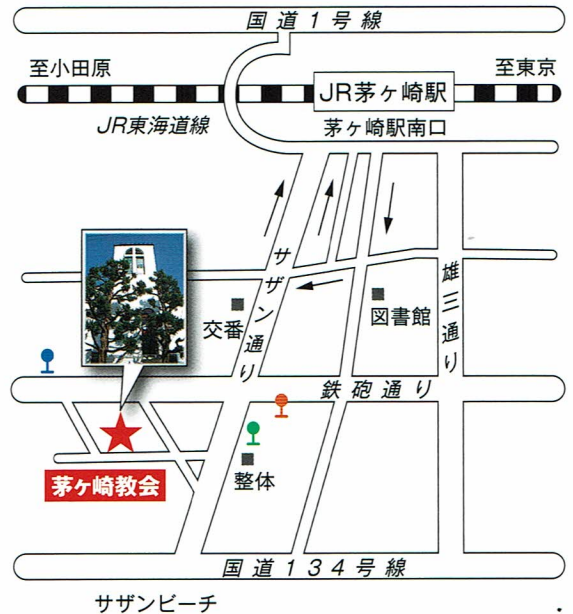 国道1号線
至小田原
至東京
JR茅ヶ崎駅
JR東海道線
茅ヶ崎駅南口
サザン通り
雄三通り
交番
図書館
鉄砲通り
整体
茅ヶ崎教会
国道134号線
サザンビーチ